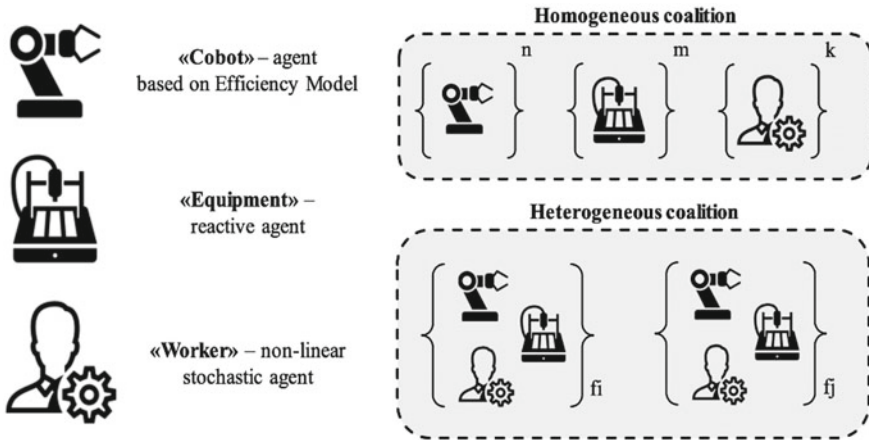 «Cobot» – agent
based on Efficiency Model
«Equipment» –
reactive agent
«Worker» – non-linear
stochastic agent
Homogeneous coalition
n
m
k
Heterogeneous coalition
fi
fj